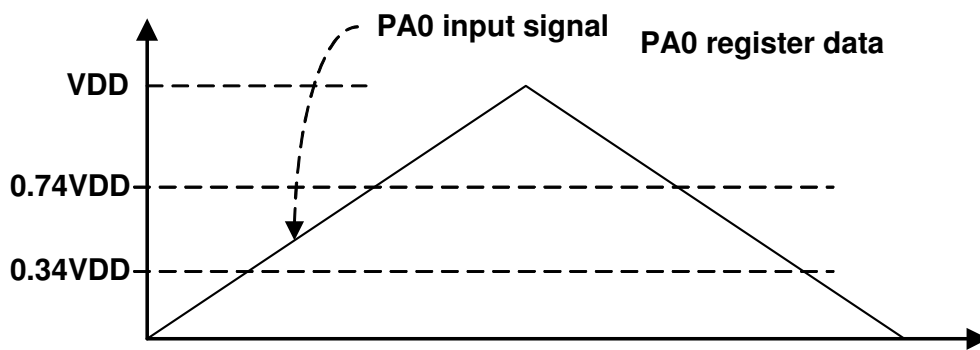 PA0 input signal
PA0 register data
VDD
0.74VDD
0.34VDD